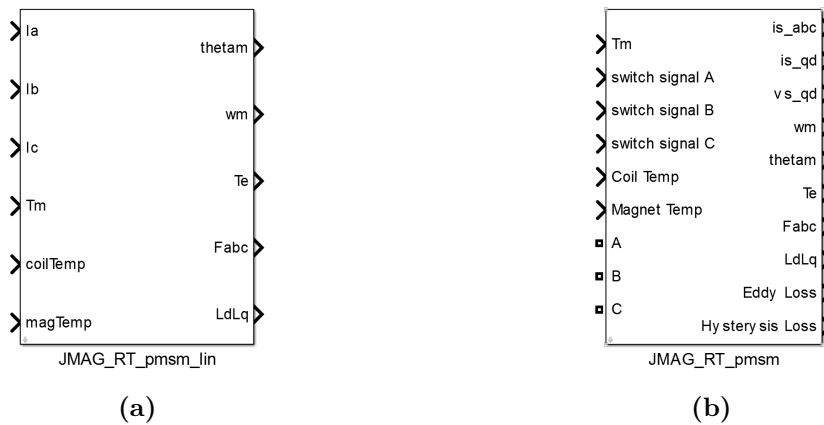 Ia
Ib
Ic
Tm
coilTemp
magTemp
thetam
wm
Te
Fabc
LdLq
JMAG_RT_pmsm_lin
(a)
Tm
switch signal A
switch signal B
switch signal C
Coil Temp
Magnet Temp
A
B
C
is_abc
is_qd
vs_qd
wm
thetam
Te
Fabc
LdLq
Eddy Loss
Hysterysis Loss
JMAG_RT_pmsm
(b)